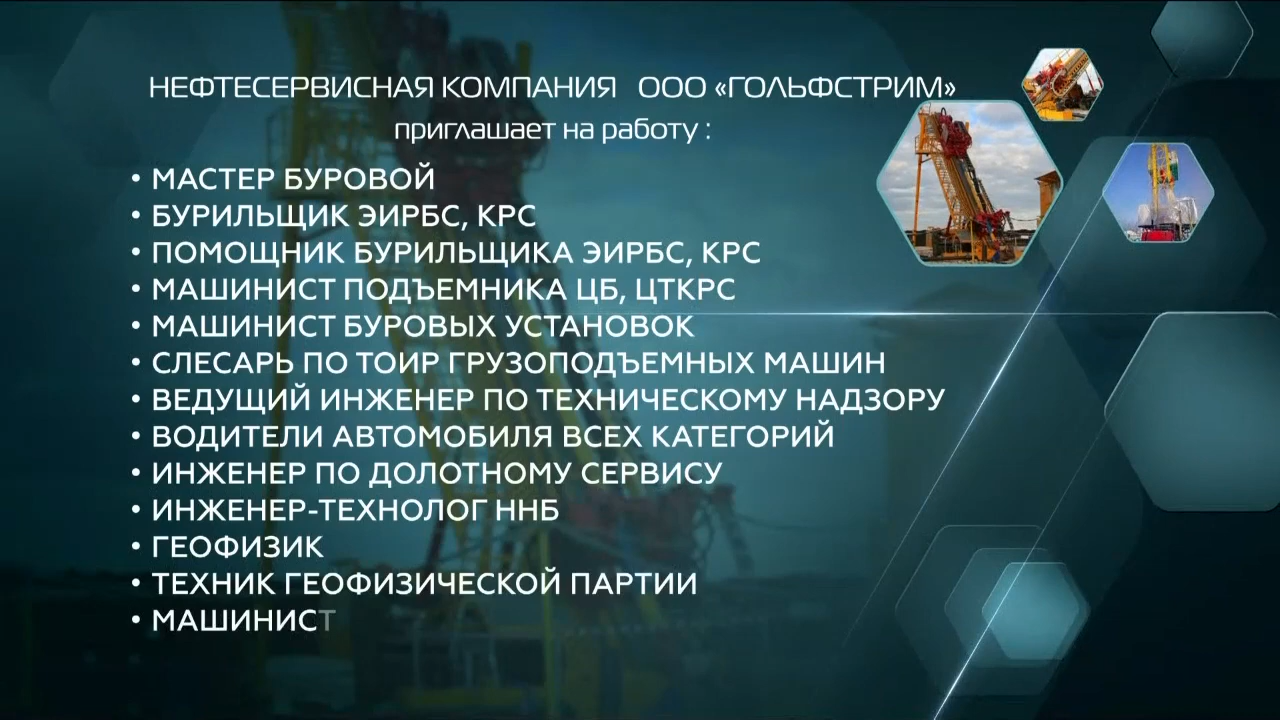 НЕФТЕСЕРВИСНАЯ КОМПАНИЯ ООО «ГОЛЬФСТРИМ»
приглашает на работу :
• МАСТЕР БУРОВОЙ
• БУРИЛЬЩИК ЭИРБС, КРС
• ПОМОЩНИК БУРИЛЬЩИКА ЭИРБС, КРС
• МАШИНИСТ ПОДЪЕМНИКА ЦБ, ЦТКРС
• МАШИНИСТ БУРОВЫХ УСТАНОВОК
• СЛЕСАРЬ ПО ТОИР ГРУЗОПОДЪЕМНЫХ МАШИН
• ВЕДУЩИЙ ИНЖЕНЕР ПО ТЕХНИЧЕСКОМУ НАДЗОРУ
• ВОДИТЕЛИ АВТОМОБИЛЯ ВСЕХ КАТЕГОРИЙ
• ИНЖЕНЕР ПО ДОЛОТНОМУ СЕРВИСУ
• ИНЖЕНЕР-ТЕХНОЛОГ ННБ
• ГЕОФИЗИК
• ТЕХНИК ГЕОФИЗИЧЕСКОЙ ПАРТИИ
• МАШИНИСТ